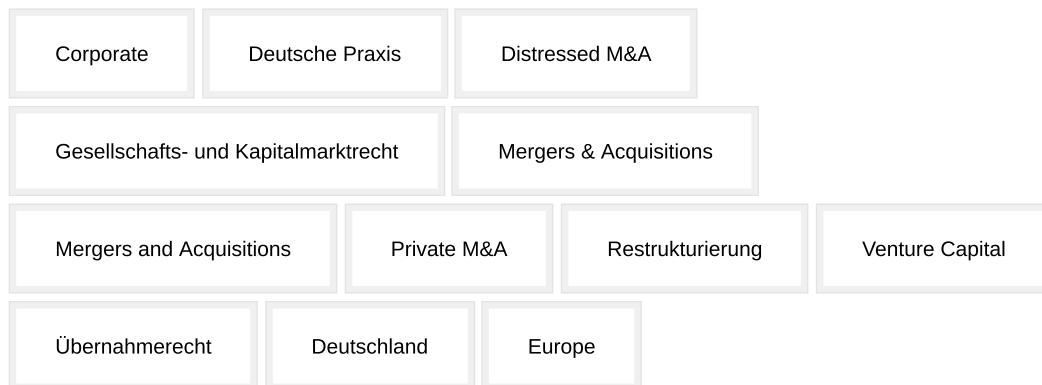 Corporate Deutsche Praxis Distressed M&A
Gesellschafts- und Kapitalmarktrecht Mergers & Acquisitions
Mergers and Acquisitions Private M&A Restrukturierung Venture Capital
Übernahmerecht Deutschland Europe